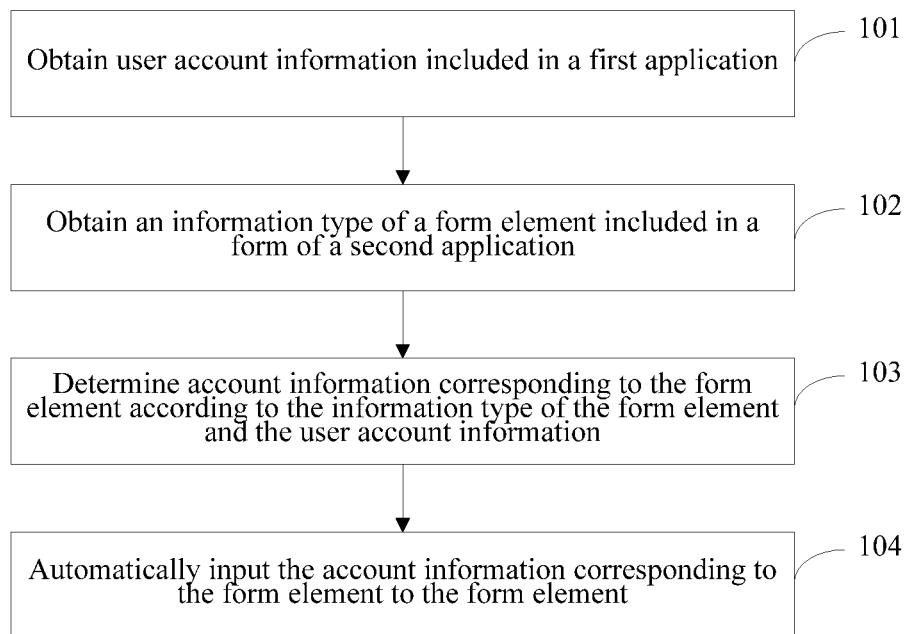 Obtain user account information included in a first application
101
Obtain an information type of a form element included in a
form of a second application
102
Determine account information corresponding to the form
element according to the information type of the form element
and the user account information
103
Automatically input the account information corresponding to
the form element to the form element
104